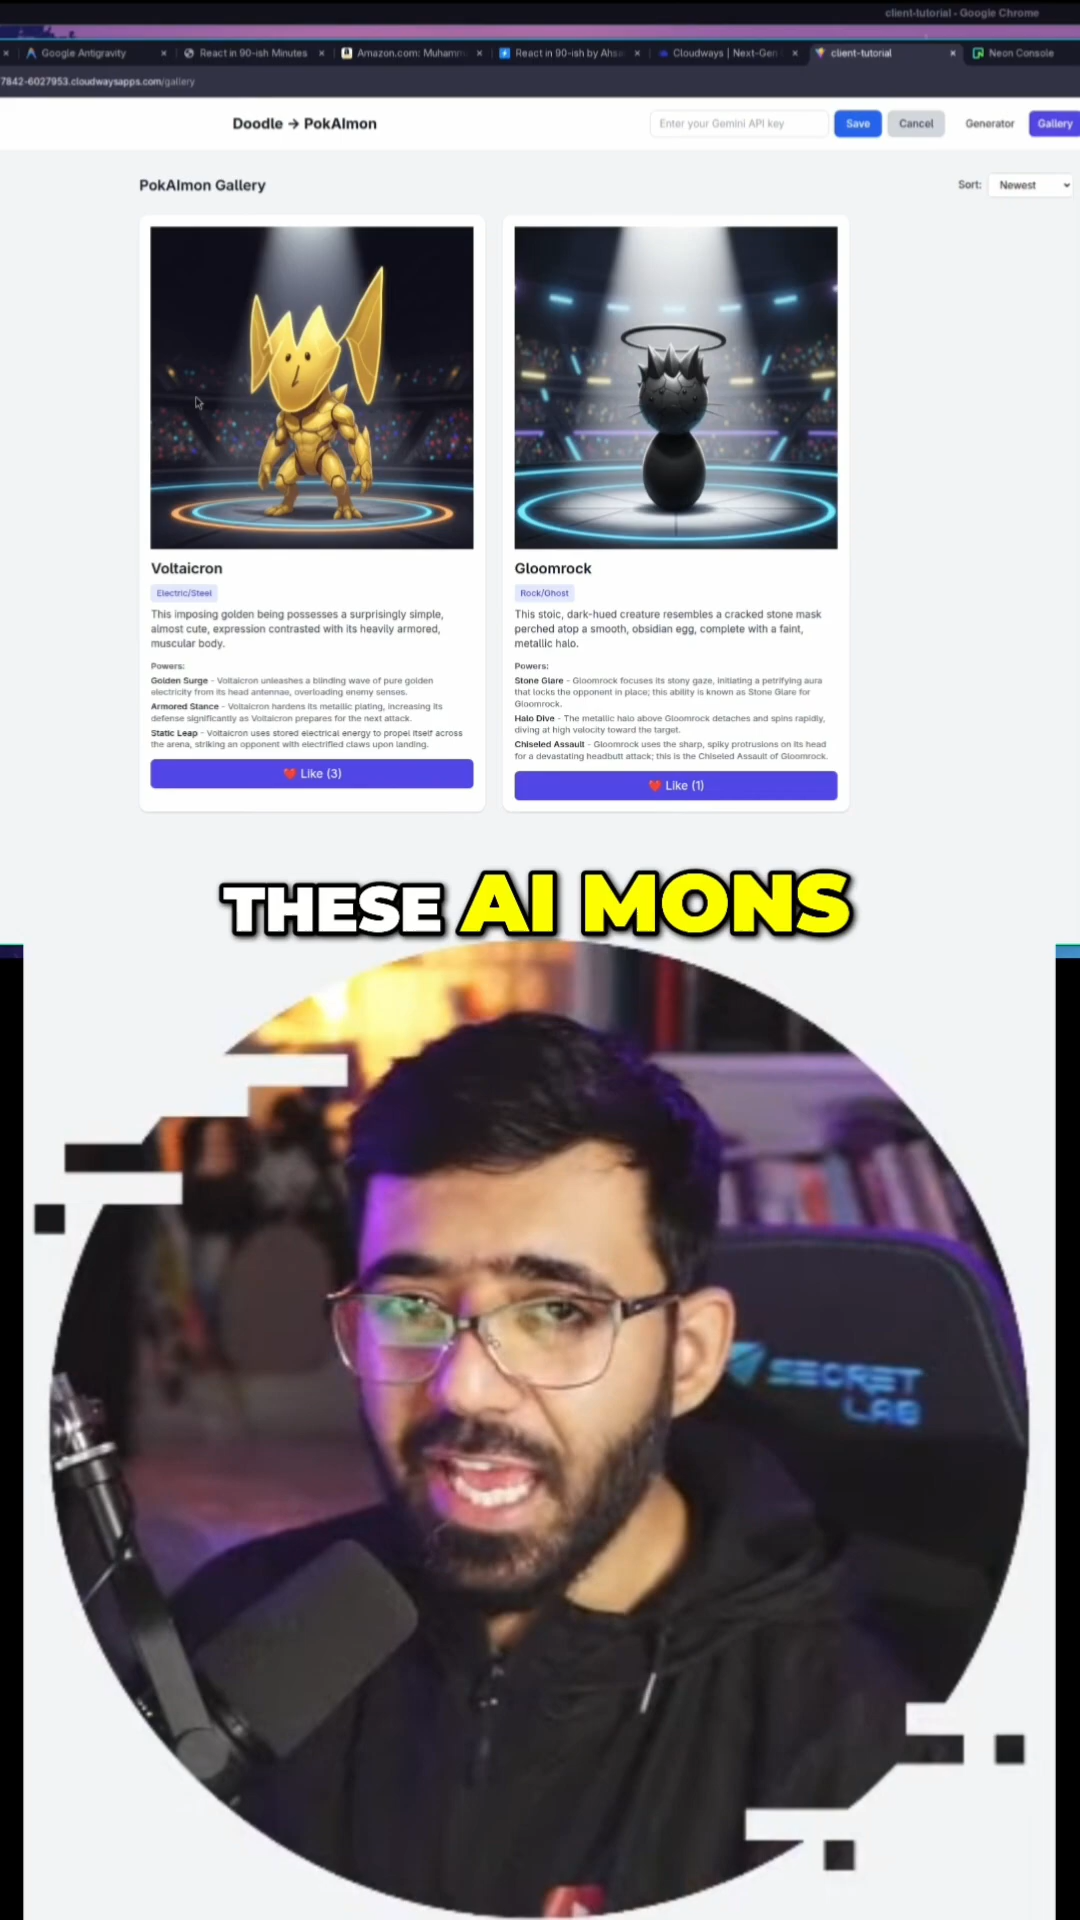 client-tutorial - Google Chrome
Google Antigravity
React in 90-ish Minutes
Amazon.com: Muhamm
React in 90-ish by Ahs
Cloudways | Next-Gen
client-tutorial
Neon Console
7842-6027953.cloudwaysapps.com/gallery
Doodle → PokAImon
Enter your Gemini API key
Save
Cancel
Generator
Gallery
PokAImon Gallery
Sort:
Newest
Voltaicron
Electric/Steel
This imposing golden being possesses a surprisingly simple,
almost cute, expression contrasted with its heavily armored,
muscular body.
Powers:
Golden Surge - Voltaicron unleashes a blinding wave of pure golden
electricity from its head antennae, overloading enemy senses.
Armored Stance - Voltaicron hardens its metallic plating, increasing its
defense significantly as Voltaicron prepares for the next attack.
Static Leap - Voltaicron uses stored electrical energy to propel itself across
the arena, striking an opponent with electrified claws upon landing.
❤️ Like (3)
Gloomrock
Rock/Ghost
This stoic, dark-hued creature resembles a cracked stone mask
perched atop a smooth, obsidian egg, complete with a faint,
metallic halo.
Powers:
Stone Glare - Gloomrock focuses its stony gaze, initiating a petrifying aura
that locks the opponent in place; this ability is known as Stone Glare for
Gloomrock.
Halo Dive - The metallic halo above Gloomrock detaches and spins rapidly,
diving at high velocity toward the target.
Chiseled Assault - Gloomrock uses the sharp, spiky protrusions on its head
for a devastating headbutt attack; this is the Chiseled Assault of Gloomrock.
❤️ Like (1)
THESE AI MONS
SECRET
LAB